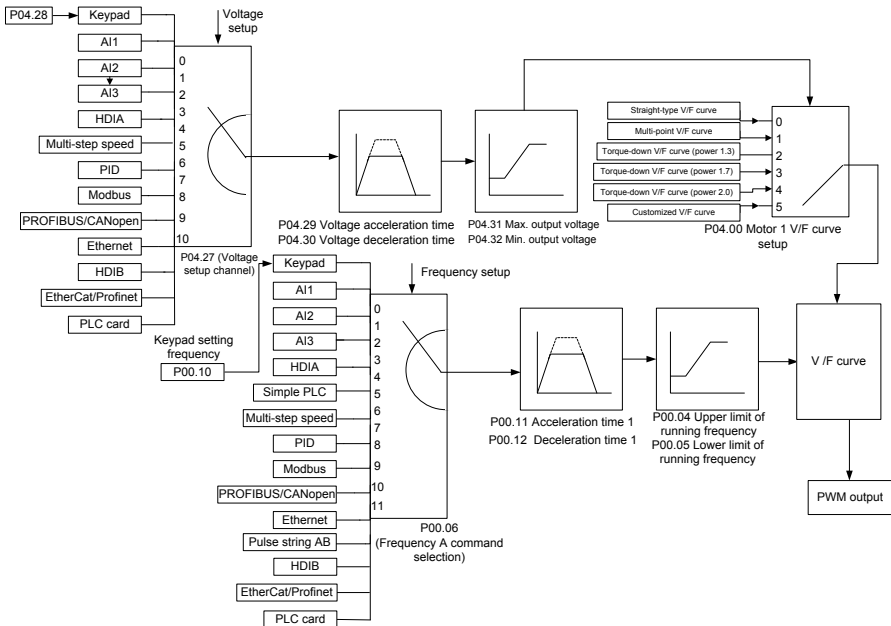 P04.28
Keypad
AI1
AI2
AI3
HDIA
Multi-step speed
PID
Modbus
PROFIBUS/CANopen
Ethernet
HDIB
EtherCat/Profinet
PLC card
Voltage
setup
0
1
2
3
4
5
6
7
8
9
10
P04.27 (Voltage
setup channel)
P04.29 Voltage acceleration time
P04.30 Voltage deceleration time
P04.31 Max. output voltage
P04.32 Min. output voltage
Straight-type V/F curve
Multi-point V/F curve
Torque-down V/F curve (power 1.3)
Torque-down V/F curve (power 1.7)
Torque-down V/F curve (power 2.0)
Customized V/F curve
0
1
2
3
4
5
P04.00 Motor 1 V/F curve
setup
Keypad setting
frequency
P00.10
Keypad
AI1
AI2
AI3
HDIA
Simple PLC
Multi-step speed
PID
Modbus
PROFIBUS/CANopen
Ethernet
Pulse string AB
HDIB
EtherCat/Profinet
PLC card
Frequency setup
0
1
2
3
4
5
6
7
8
9
10
11
P00.06
(Frequency A command
selection)
P00.11 Acceleration time 1
P00.12 Deceleration time 1
P00.04 Upper limit of
running frequency
P00.05 Lower limit of
running frequency
V /F curve
PWM output